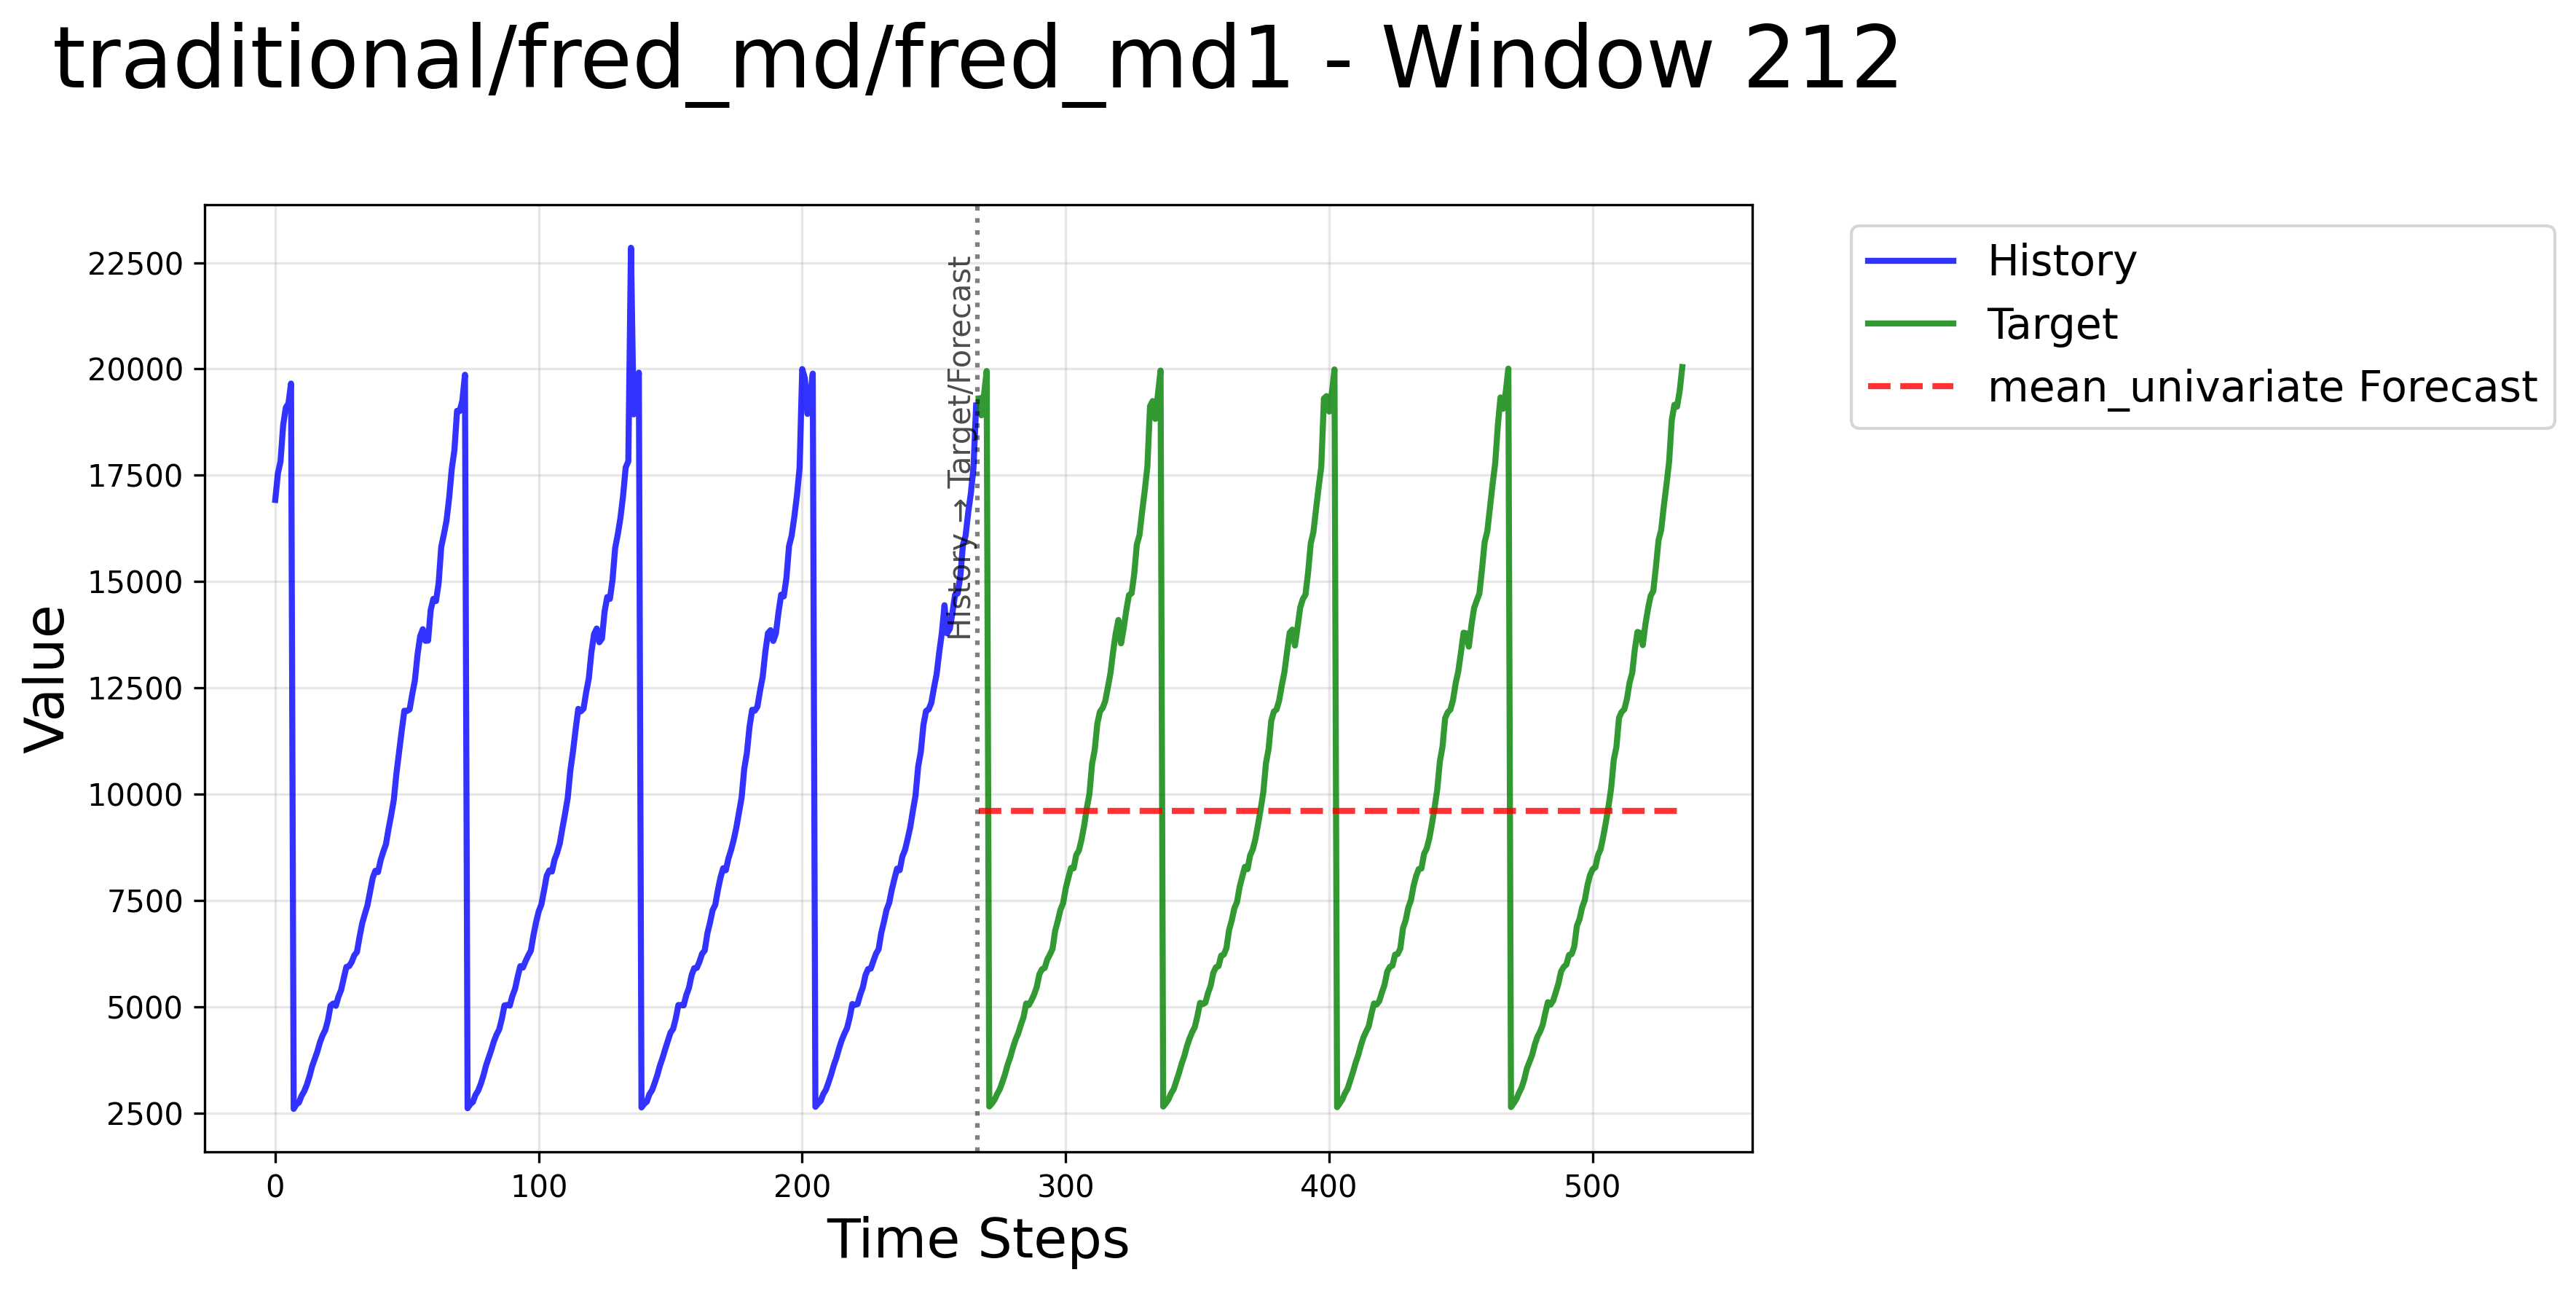 traditional/fred_md/fred_md1 - Window 212
History
Target
mean_univariate Forecast
History → Target/Forecast
Value
22500
20000
17500
15000
12500
10000
7500
5000
2500
0
100
200
300
400
500
Time Steps